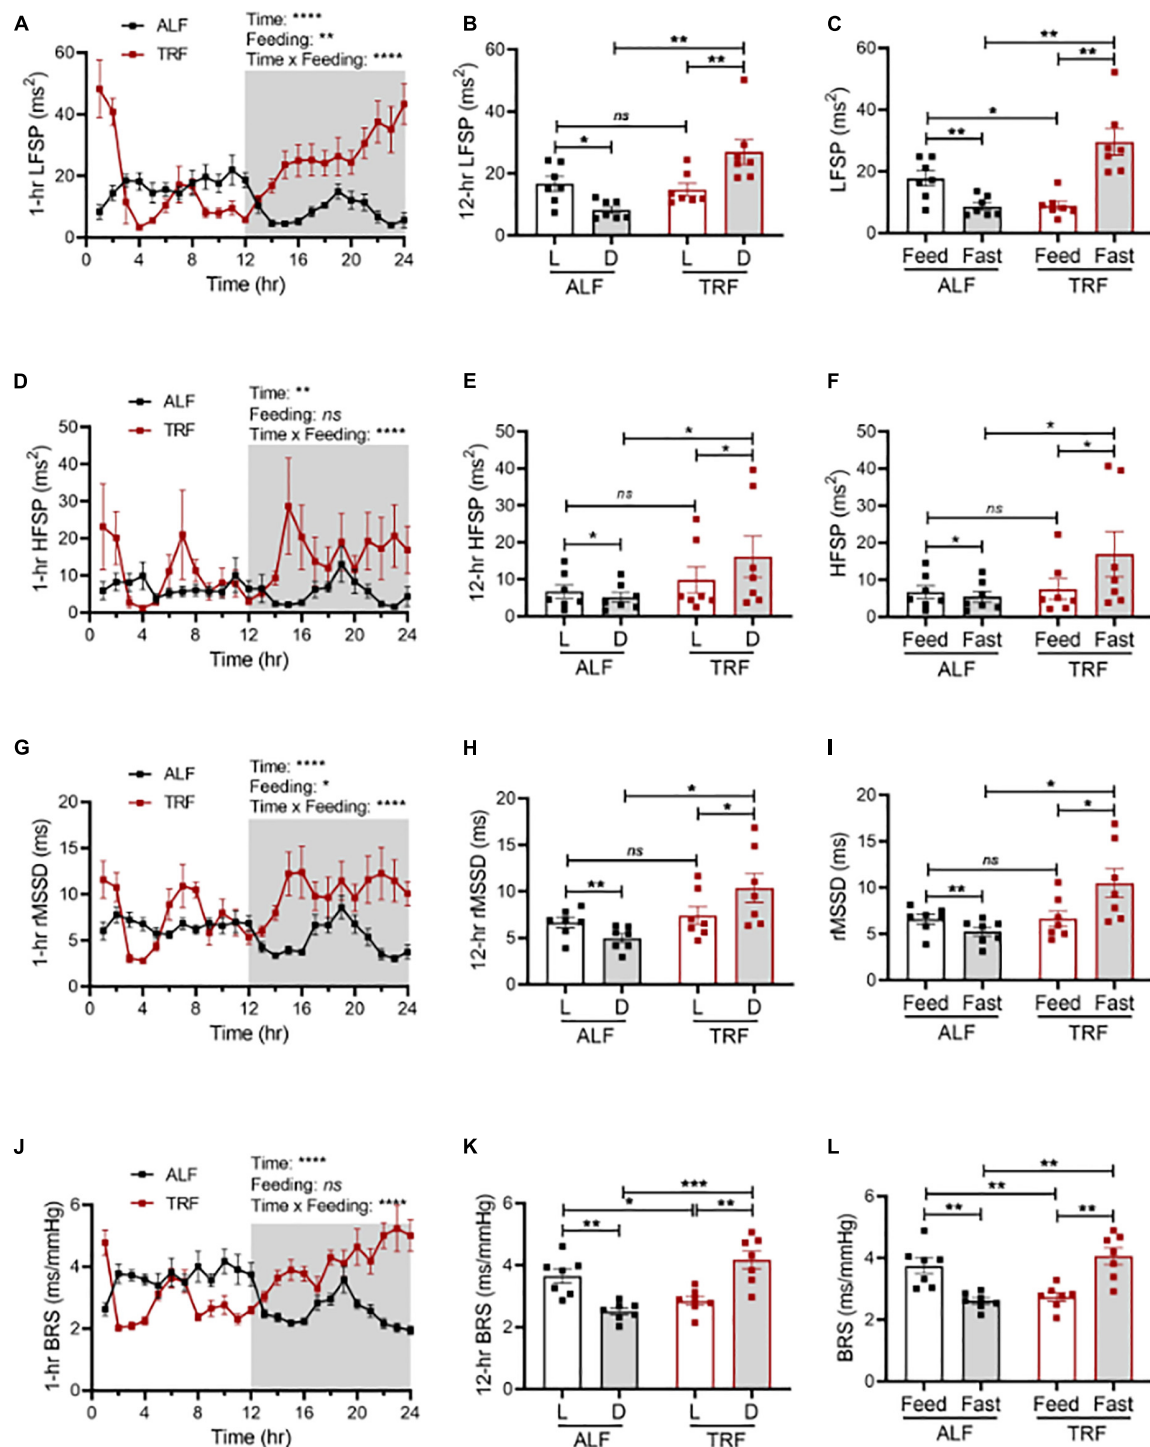 A
ALF
TRF
Time: ****
Feeding: **
Time x Feeding: ****
1-hr LFSP (ms²)
60
40
20
0
0 4 8 12 16 20 24
Time (hr)
B
12-hr LFSP (ms²)
60
40
20
0
**
**
ns
*
L D L D
ALF TRF
C
LFSP (ms²)
60
40
20
0
**
**
*
**
Feed Fast Feed Fast
ALF TRF
D
ALF
TRF
Time: **
Feeding: ns
Time x Feeding: ****
1-hr HFSP (ms²)
50
40
30
20
10
0
0 4 8 12 16 20 24
Time (hr)
E
12-hr HFSP (ms²)
50
40
30
20
10
0
*
*
ns
*
L D L D
ALF TRF
F
HFSP (ms²)
50
40
30
20
10
0
*
*
ns
*
Feed Fast Feed Fast
ALF TRF
G
ALF
TRF
Time: ****
Feeding: *
Time x Feeding: ****
1-hr rMSSD (ms)
20
15
10
5
0
0 4 8 12 16 20 24
Time (hr)
H
12-hr rMSSD (ms)
20
15
10
5
0
*
*
ns
**
L D L D
ALF TRF
I
rMSSD (ms)
20
15
10
5
0
*
*
ns
**
Feed Fast Feed Fast
ALF TRF
J
ALF
TRF
Time: ****
Feeding: ns
Time x Feeding: ****
1-hr BRS (ms/mmHg)
6
4
2
0
0 4 8 12 16 20 24
Time (hr)
K
12-hr BRS (ms/mmHg)
6
4
2
0
***
* **
**
L D L D
ALF TRF
L
BRS (ms/mmHg)
6
4
2
0
**
**
** **
Feed Fast Feed Fast
ALF TRF